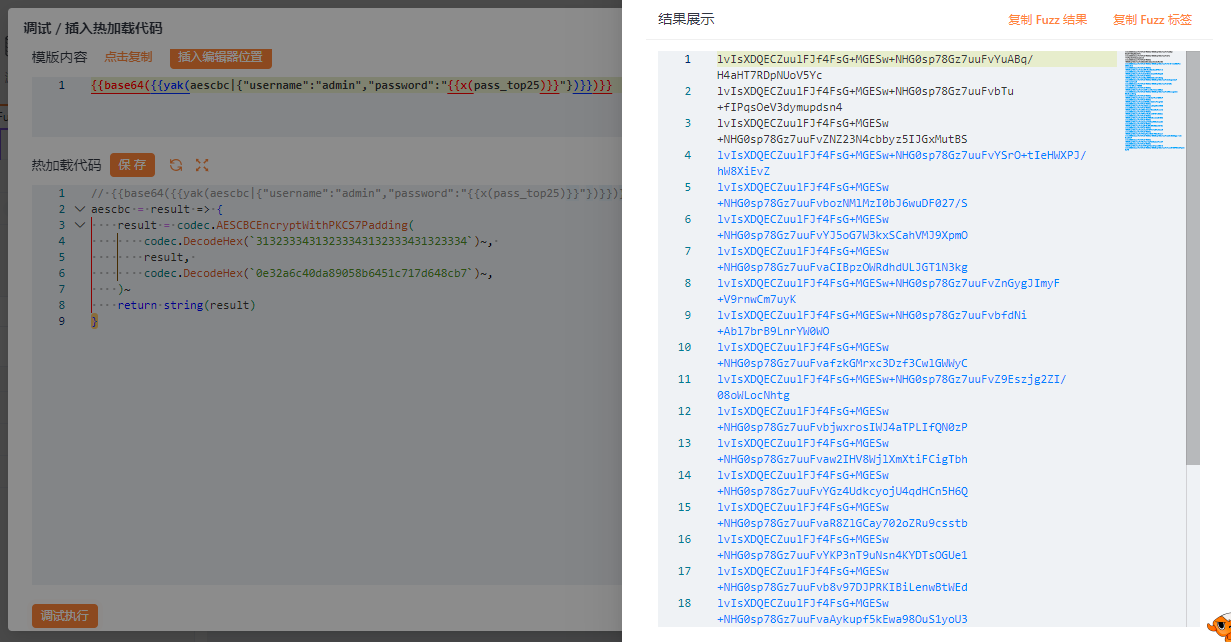 调试 / 插入热加载代码
模版内容 点击复制 插入编辑器位置
1 {{base64({{yak(aescbc|{"username":"admin","password":"{{x(pass_top25)}}"})}})}}
热加载代码 保存
1 // {{base64({{yak(aescbc|{"username":"admin","password":"{{x(pass_top25)}}"})}})}}
2 aescbc = result => {
3 result = codec.AESCBCEncryptWithPKCS7Padding(
4 codec.DecodeHex(`31323334313233343132333431323334`)~,
5 result,
6 codec.DecodeHex(`0e32a6c40da89058b6451c717d648cb7`)~,
7 )~
8 return string(result)
9 }
调试执行
结果展示 复制 Fuzz 结果 复制 Fuzz 标签
1 lvIsXDQECZuulFJf4FsG+MGESw+NHG0sp78Gz7uuFvYuABq/
H4aHT7RDpNUoV5Yc
2 lvIsXDQECZuulFJf4FsG+MGESw+NHG0sp78Gz7uuFvbTu
+fIPqsOeV3dymupdsn4
3 lvIsXDQECZuulFJf4FsG+MGESw
+NHG0sp78Gz7uuFvZNZ23N4cbbyz5IJGxMutBS
4 lvIsXDQECZuulFJf4FsG+MGESw+NHG0sp78Gz7uuFvYSrO+tIeHWXPJ/
hW8XiEvZ
5 lvIsXDQECZuulFJf4FsG+MGESw
+NHG0sp78Gz7uuFvbozNMlMzI0bJ6wuDF027/S
6 lvIsXDQECZuulFJf4FsG+MGESw
+NHG0sp78Gz7uuFvYJ5oG7W3kxSCahVMJ9XpmO
7 lvIsXDQECZuulFJf4FsG+MGESw
+NHG0sp78Gz7uuFvaCIBpzOWRdhdULJGT1N3kg
8 lvIsXDQECZuulFJf4FsG+MGESw+NHG0sp78Gz7uuFvZnGygJImyF
+V9rnwCm7uyK
9 lvIsXDQECZuulFJf4FsG+MGESw+NHG0sp78Gz7uuFvbfdNi
+Abl7brB9LnrYW0WO
10 lvIsXDQECZuulFJf4FsG+MGESw
+NHG0sp78Gz7uuFvafzkGMrxc3Dzf3CwlGWWyC
11 lvIsXDQECZuulFJf4FsG+MGESw+NHG0sp78Gz7uuFvZ9Eszjg2ZI/
08oWLocNhtg
12 lvIsXDQECZuulFJf4FsG+MGESw
+NHG0sp78Gz7uuFvbjwxrosIWJ4aTPLIfQN0zP
13 lvIsXDQECZuulFJf4FsG+MGESw
+NHG0sp78Gz7uuFvaw2IHV8WjlXmXtiFCigTbh
14 lvIsXDQECZuulFJf4FsG+MGESw
+NHG0sp78Gz7uuFvYGz4UdkcyojU4qdHCn5H6Q
15 lvIsXDQECZuulFJf4FsG+MGESw
+NHG0sp78Gz7uuFvaR8ZlGCay702oZRu9csstb
16 lvIsXDQECZuulFJf4FsG+MGESw
+NHG0sp78Gz7uuFvYKP3nT9uNsn4KYDTsOGUe1
17 lvIsXDQECZuulFJf4FsG+MGESw
+NHG0sp78Gz7uuFvb8v97DJPRKIBiLenwBtWEd
18 lvIsXDQECZuulFJf4FsG+MGESw
+NHG0sp78Gz7uuFvaAykupf5kEwa98OuS1yoU3